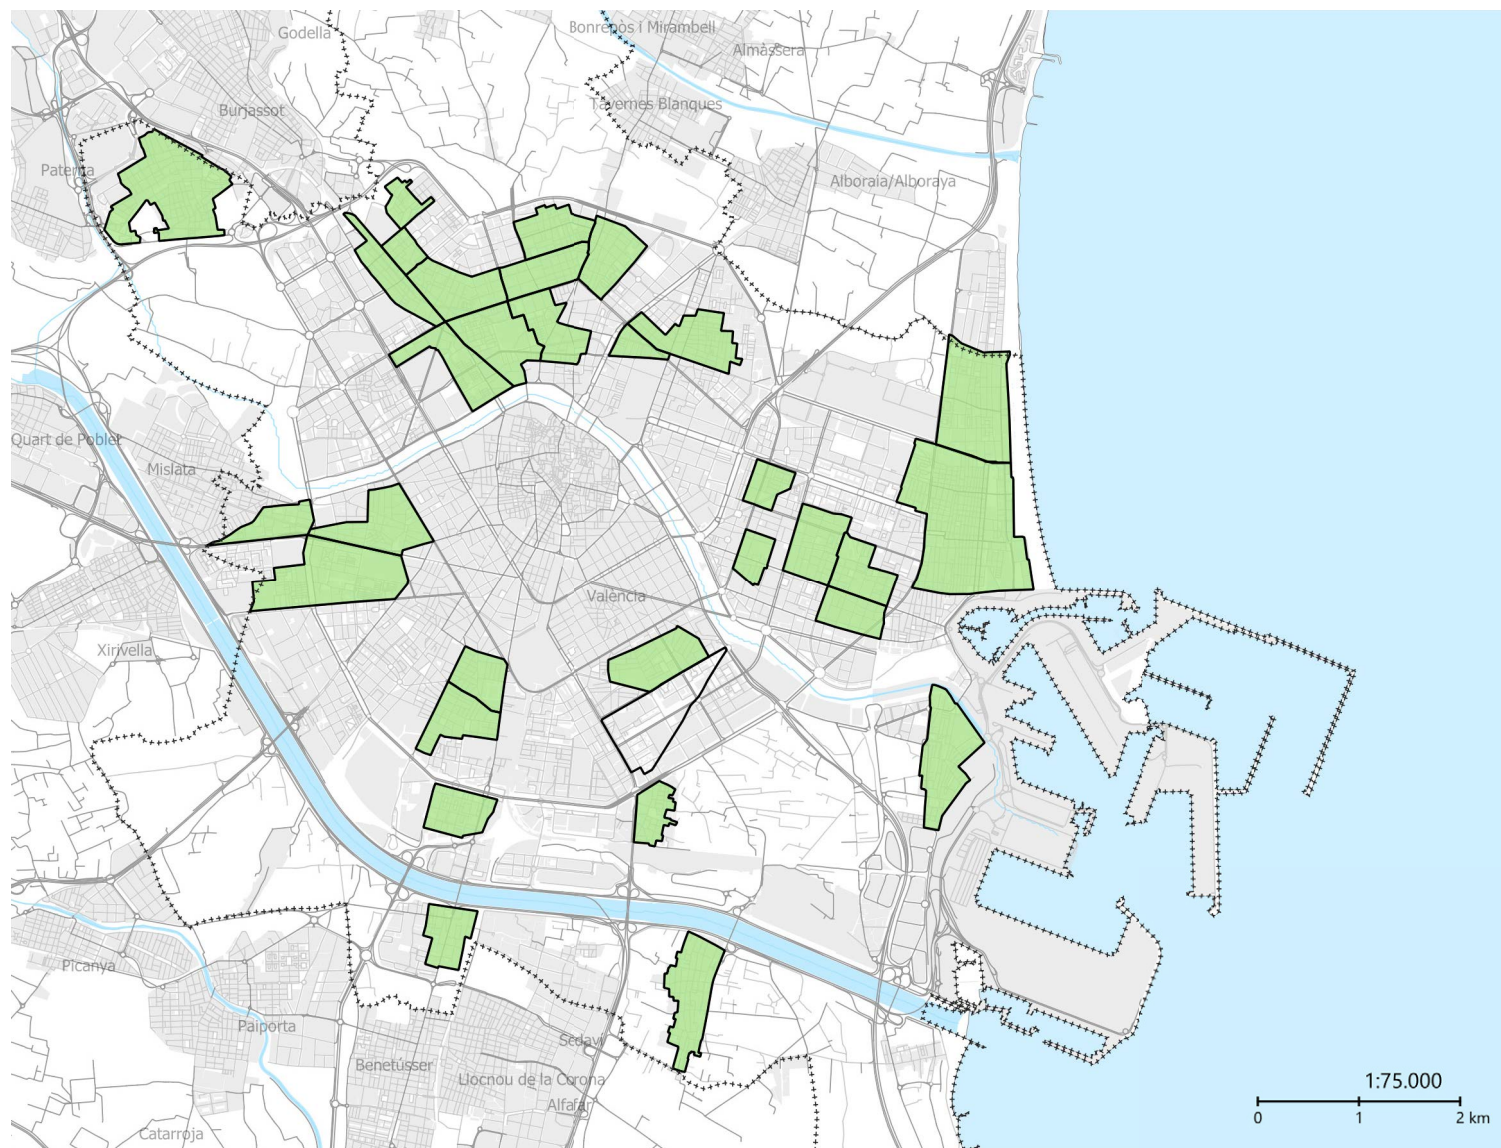 Godella
Bonrepòs i Mirambell
Almàssera
Burjassot
Tavernes Blanques
Paterna
Alboraia/Alboraya
Quart de Poblet
Mislata
València
Xirivella
Picanya
Paiporta
Sedaví
Benetússer
Llocnou de la Corona
Alfafar
Catarroja
1:75.000
0 1 2 km